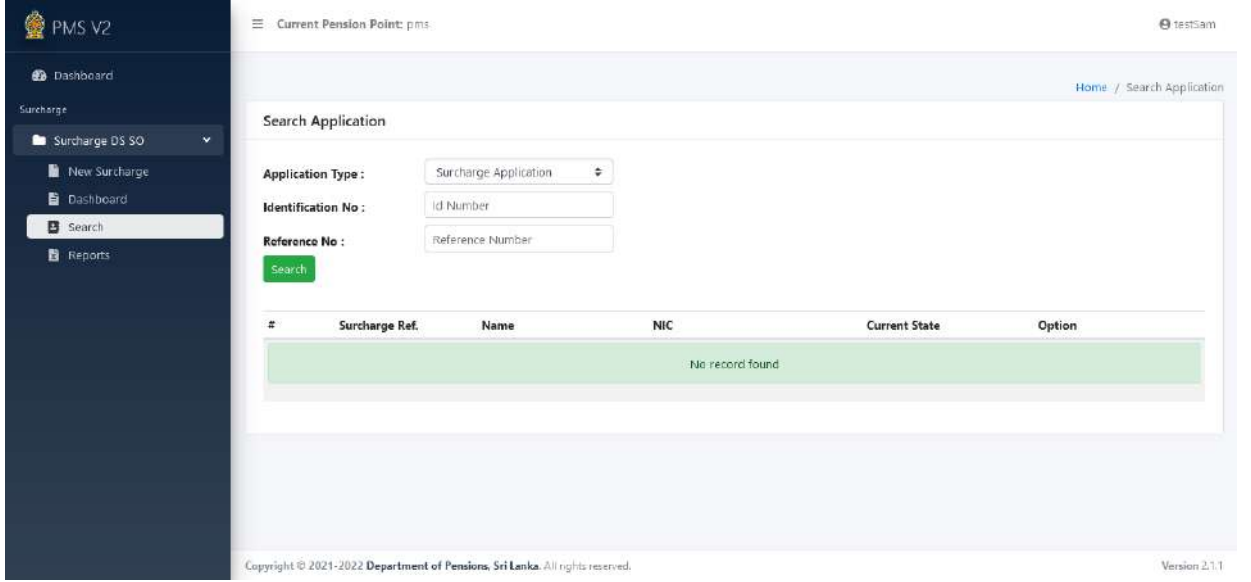 PMS V2
Current Pension Point: pms
testSam
Dashboard
Home / Search Application
Surcharge
Search Application
Surcharge DS SO
New Surcharge
Dashboard
Search
Reports
Application Type : Surcharge Application
Identification No : Id Number
Reference No : Reference Number
Search
# Surcharge Ref. Name NIC Current State Option
No record found
Copyright © 2021-2022 Department of Pensions, Sri Lanka. All rights reserved.
Version 2.1.1